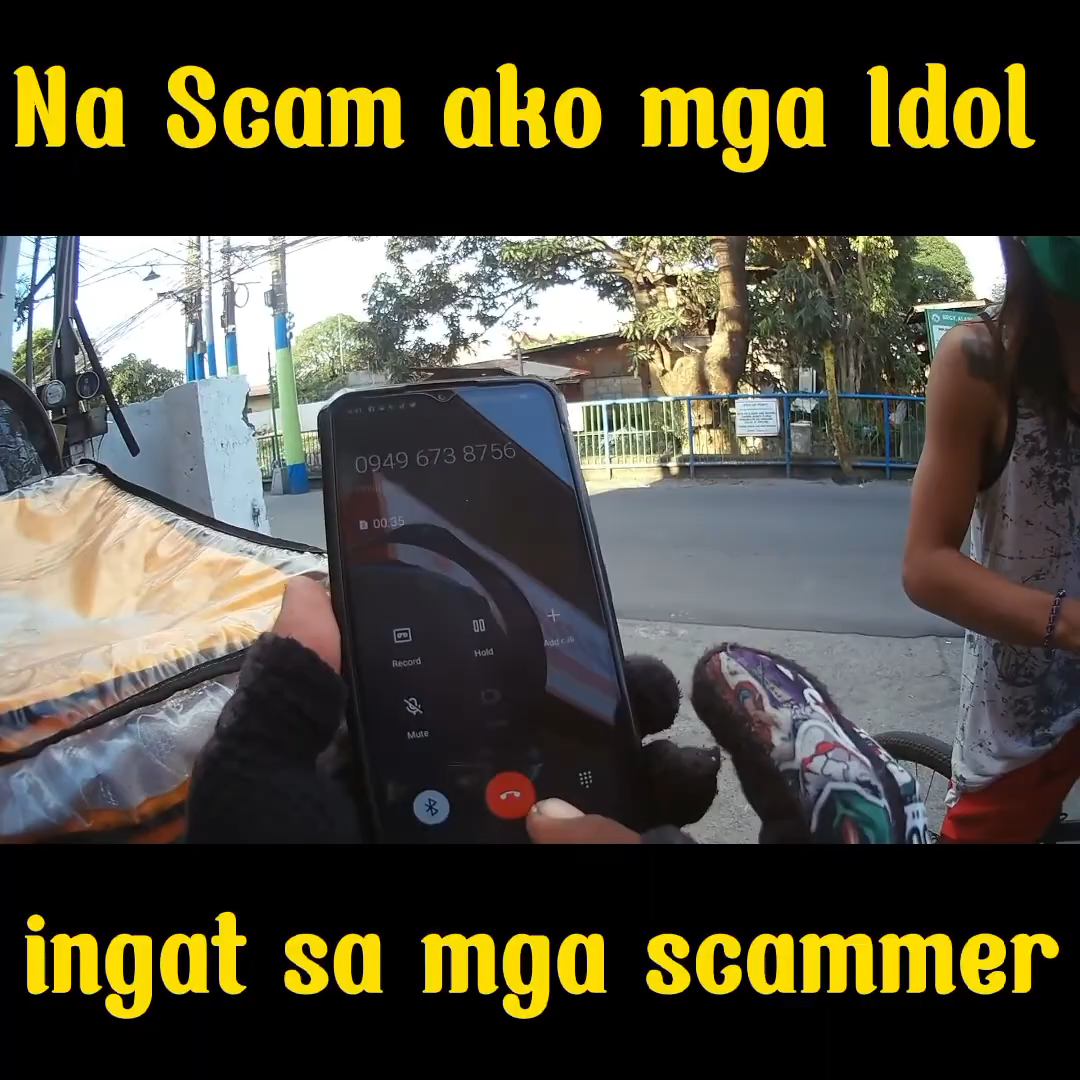 Na Scam ako mga Idol
0949 673 8756
00:35
Record
Hold
Add call
Mute
ingat sa mga scammer